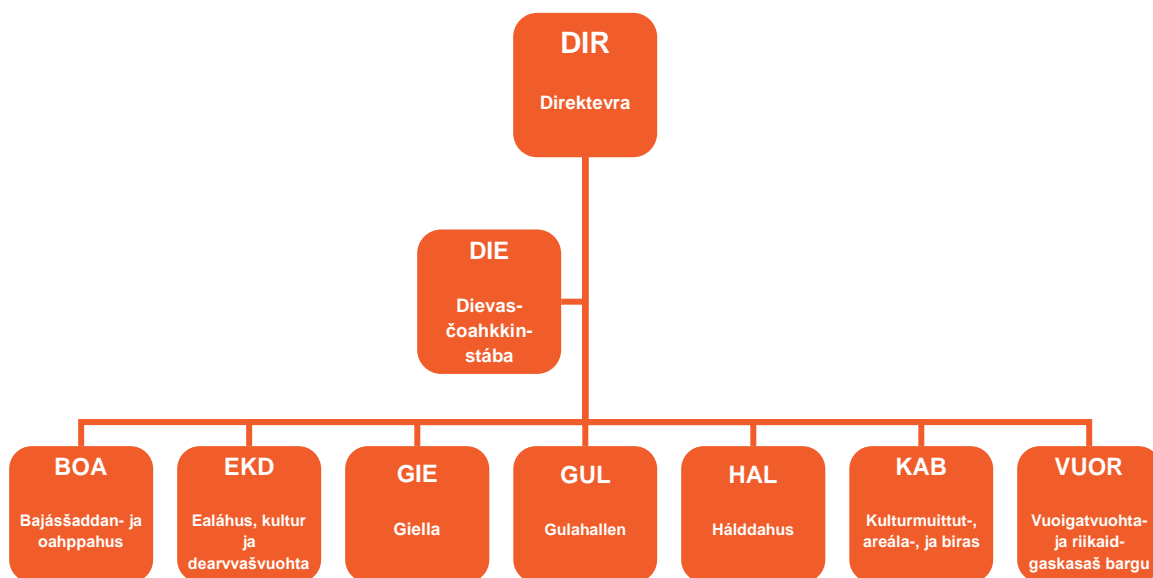 DIR
Direktevra
DIE
Dievas-
čoahkkin-
stába
BOA
Bajásšaddan- ja
oahppahus
EKD
Ealáhus, kultur
ja
dearvvašvuohta
GIE
Giella
GUL
Gulahallen
HAL
Hálddahus
KAB
Kulturmuittut-,
areála-, ja biras
VUOR
Vuoigatvuohta-
ja riikaid-
gaskasaš bargu